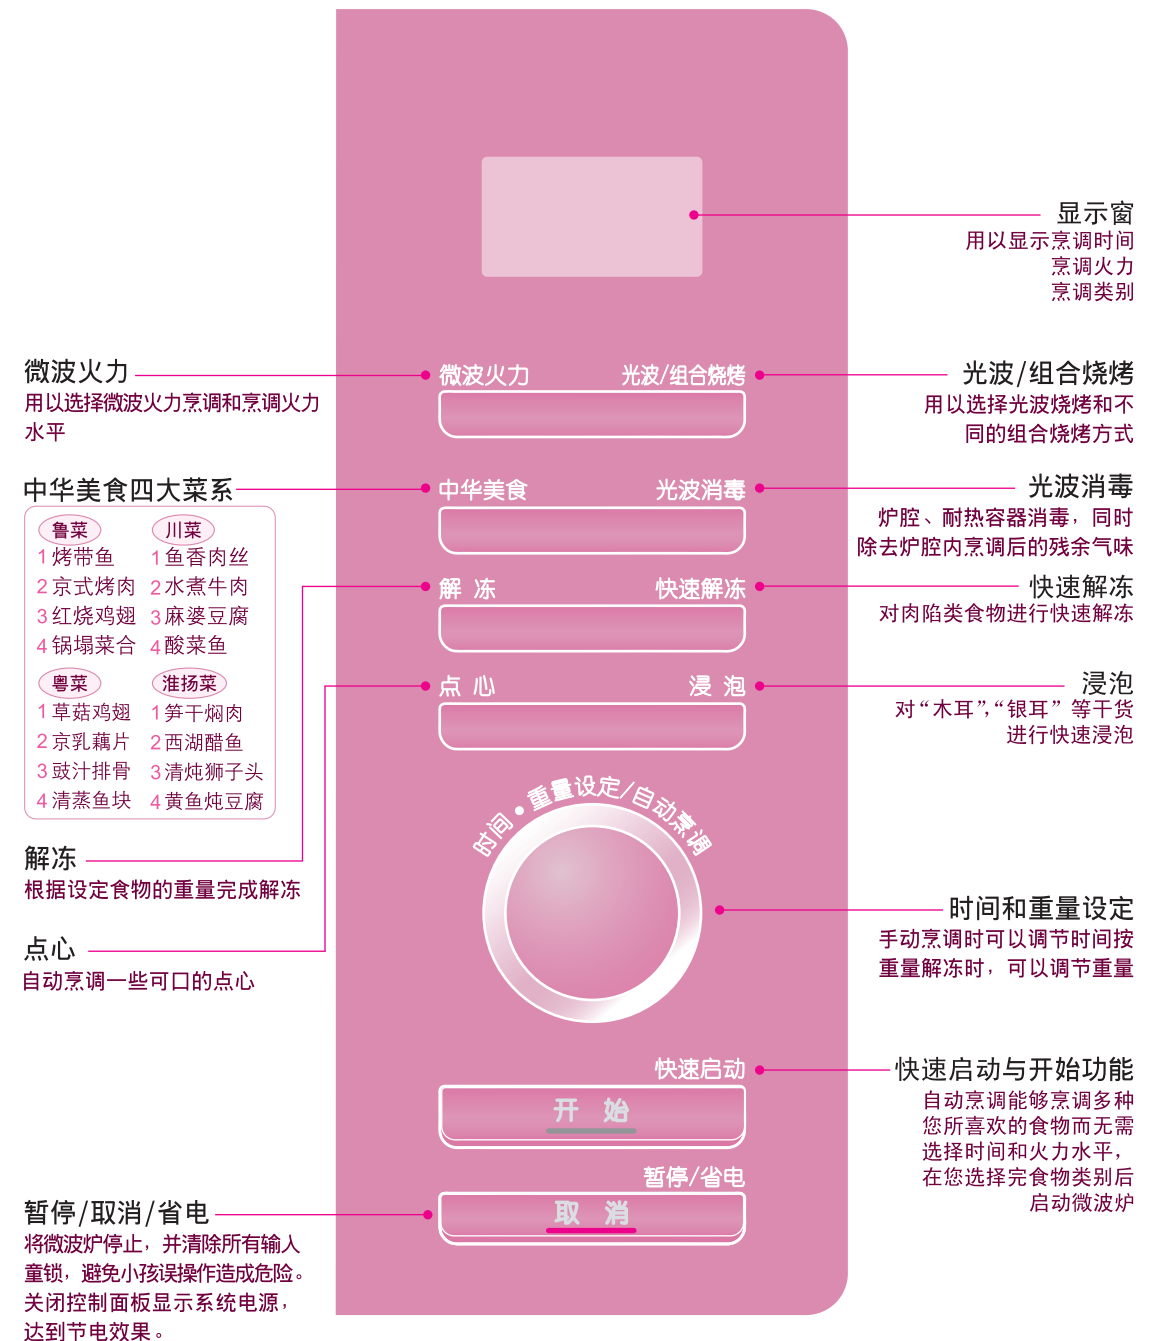 显示窗
用以显示烹调时间
烹调火力
烹调类别
微波火力
用以选择微波火力烹调和烹调火力
水平
微波火力 光波/组合烧烤
光波/组合烧烤
用以选择光波烧烤和不
同的组合烧烤方式
中华美食四大菜系
鲁菜
1 烤带鱼
2 京式烤肉
3 红烧鸡翅
4 锅塌菜合
川菜
1 鱼香肉丝
2 水煮牛肉
3 麻婆豆腐
4 酸菜鱼
粤菜
1 草菇鸡翅
2 京乳藕片
3 豉汁排骨
4 清蒸鱼块
淮扬菜
1 笋干焖肉
2 西湖醋鱼
3 清炖狮子头
4 黄鱼炖豆腐
中华美食 光波消毒
光波消毒
炉腔、耐热容器消毒，同时
除去炉腔内烹调后的残余气味
解 冻 快速解冻
快速解冻
对肉陷类食物进行快速解冻
点 心 浸 泡
浸泡
对“木耳”，“银耳” 等干货
进行快速浸泡
解冻
根据设定食物的重量完成解冻
点心
自动烹调一些可口的点心
时间•重量设定/自动烹调
时间和重量设定
手动烹调时可以调节时间按
重量解冻时，可以调节重量
快速启动
开 始
快速启动与开始功能
自动烹调能够烹调多种
您所喜欢的食物而无需
选择时间和火力水平，
在您选择完食物类别后
启动微波炉
暂停/省电
取 消
暂停/取消/省电
将微波炉停止，并清除所有输入
童锁，避免小孩误操作造成危险。
关闭控制面板显示系统电源，
达到节电效果。